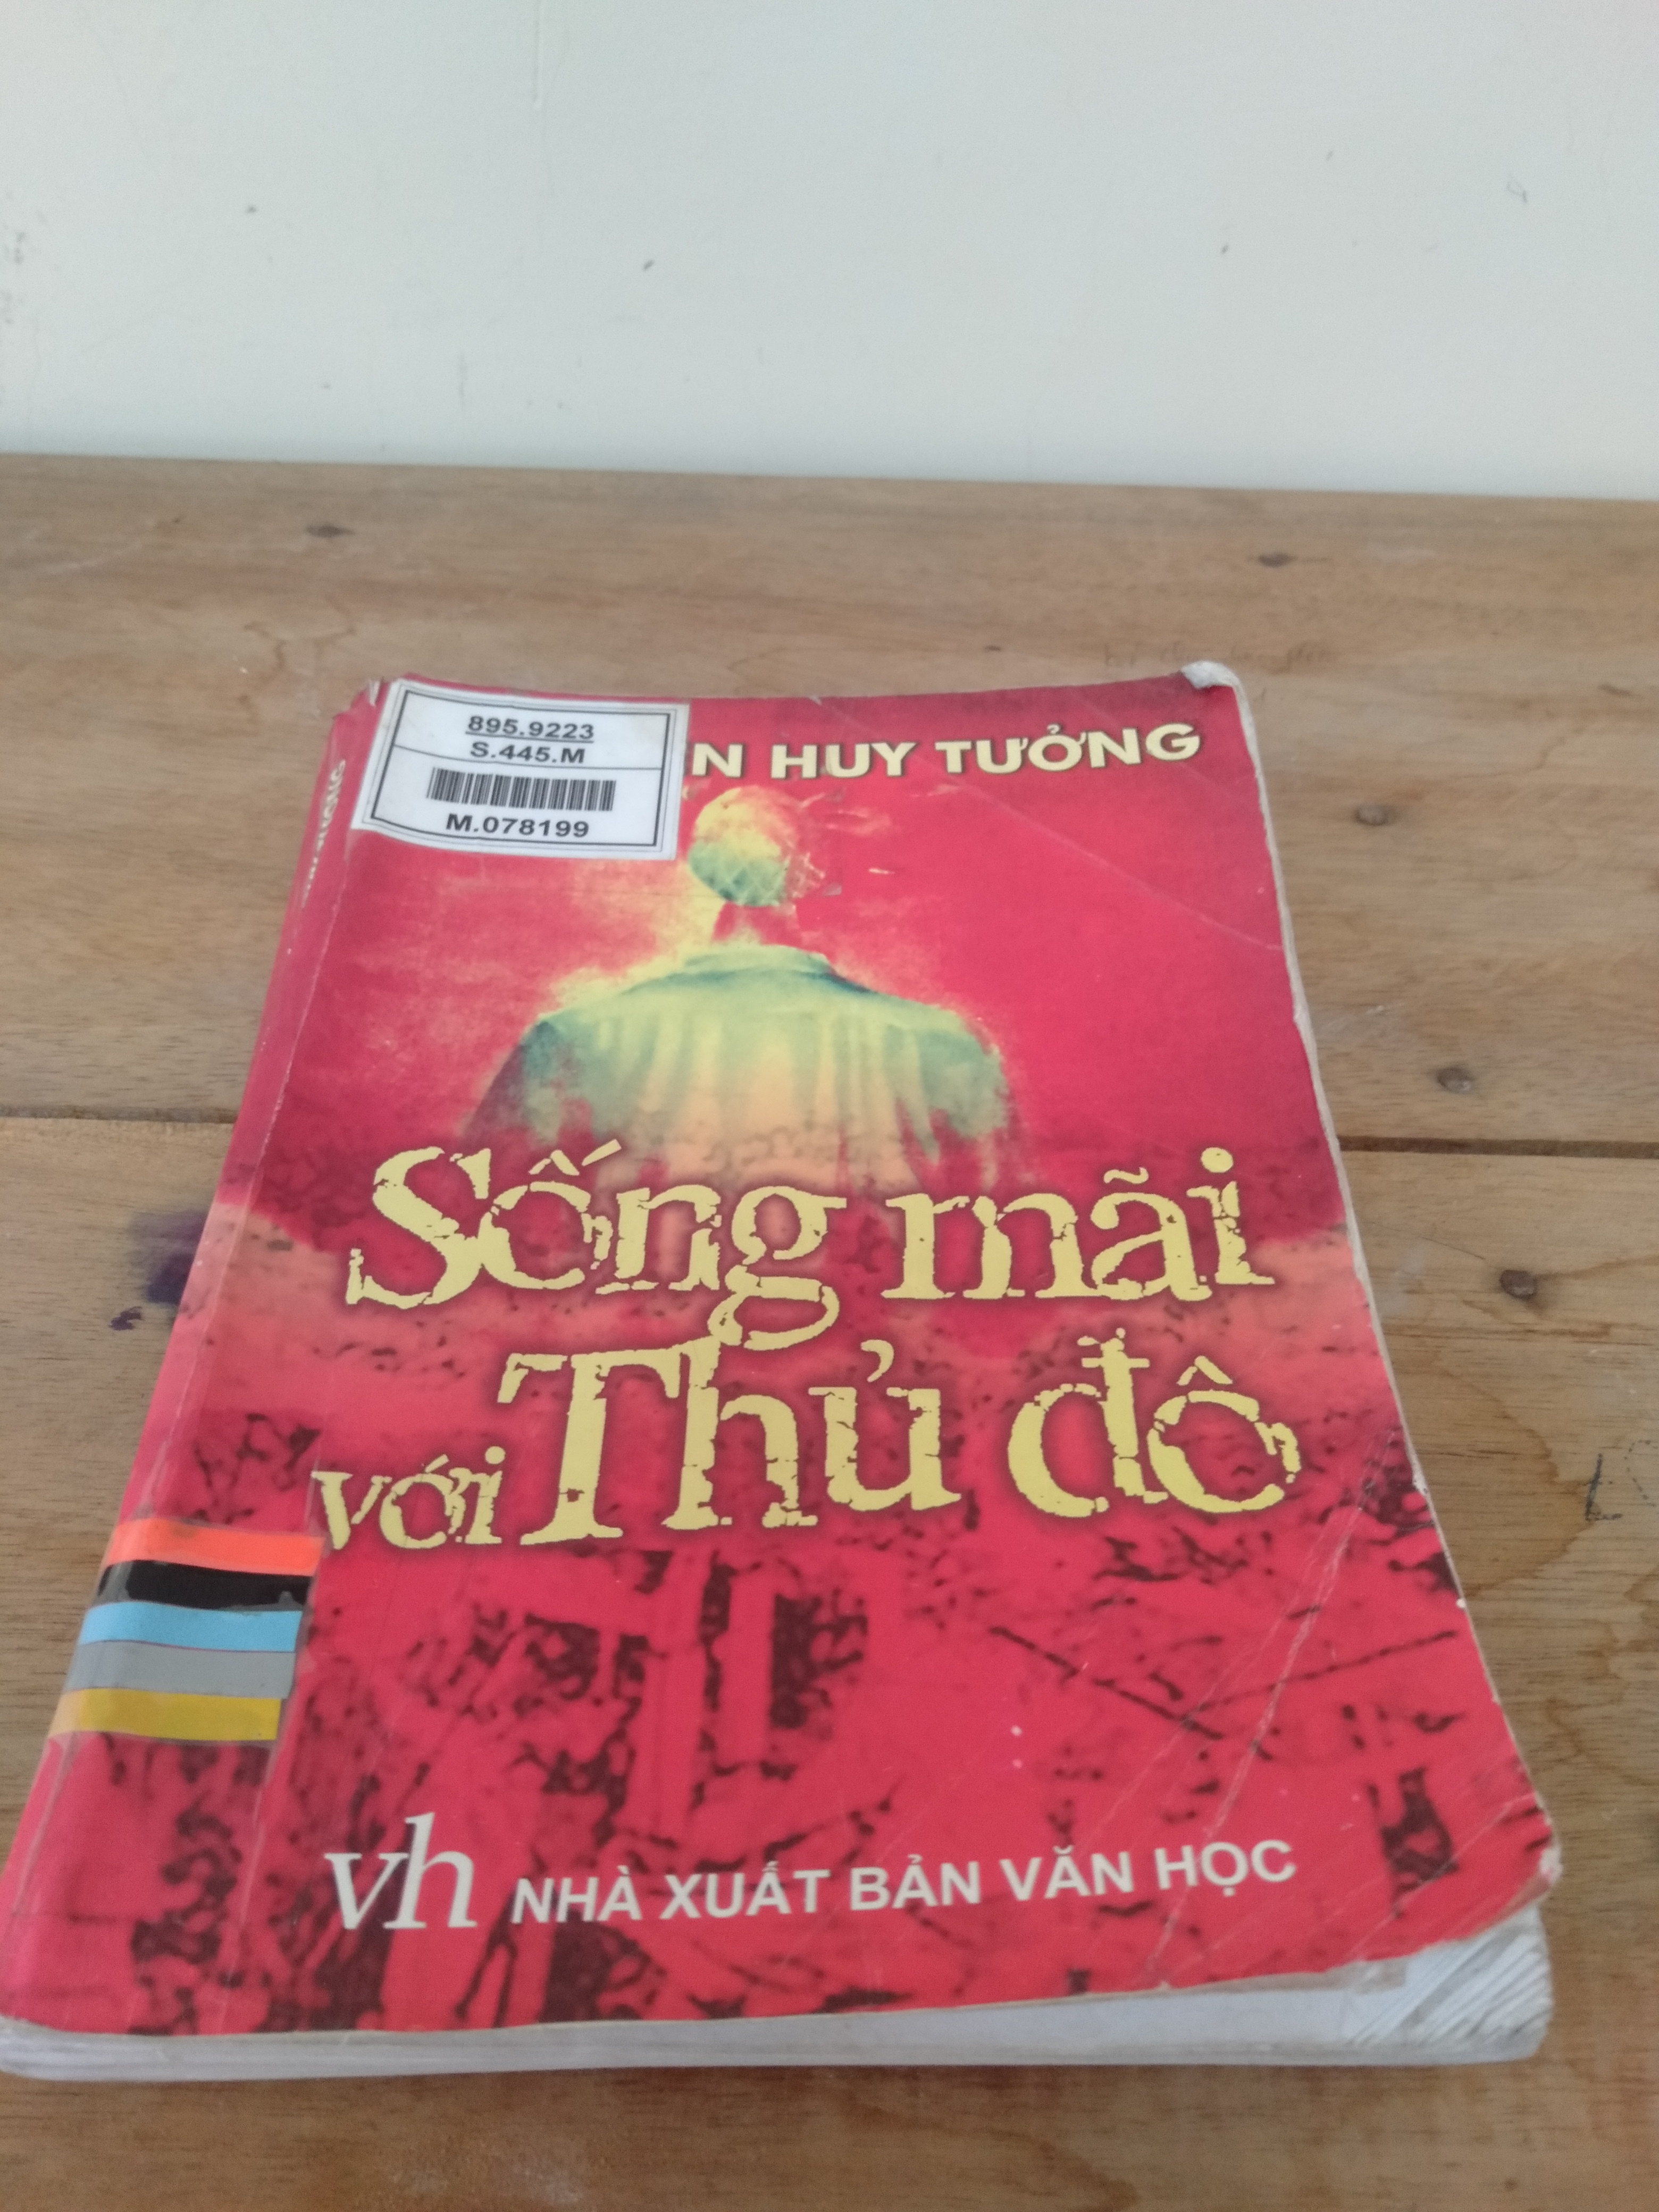 895.9223
S.445.M
M.078199
N HUY TƯỞNG
Sống mãi
với Thủ đô
vh NHÀ XUẤT BẢN VĂN HỌC